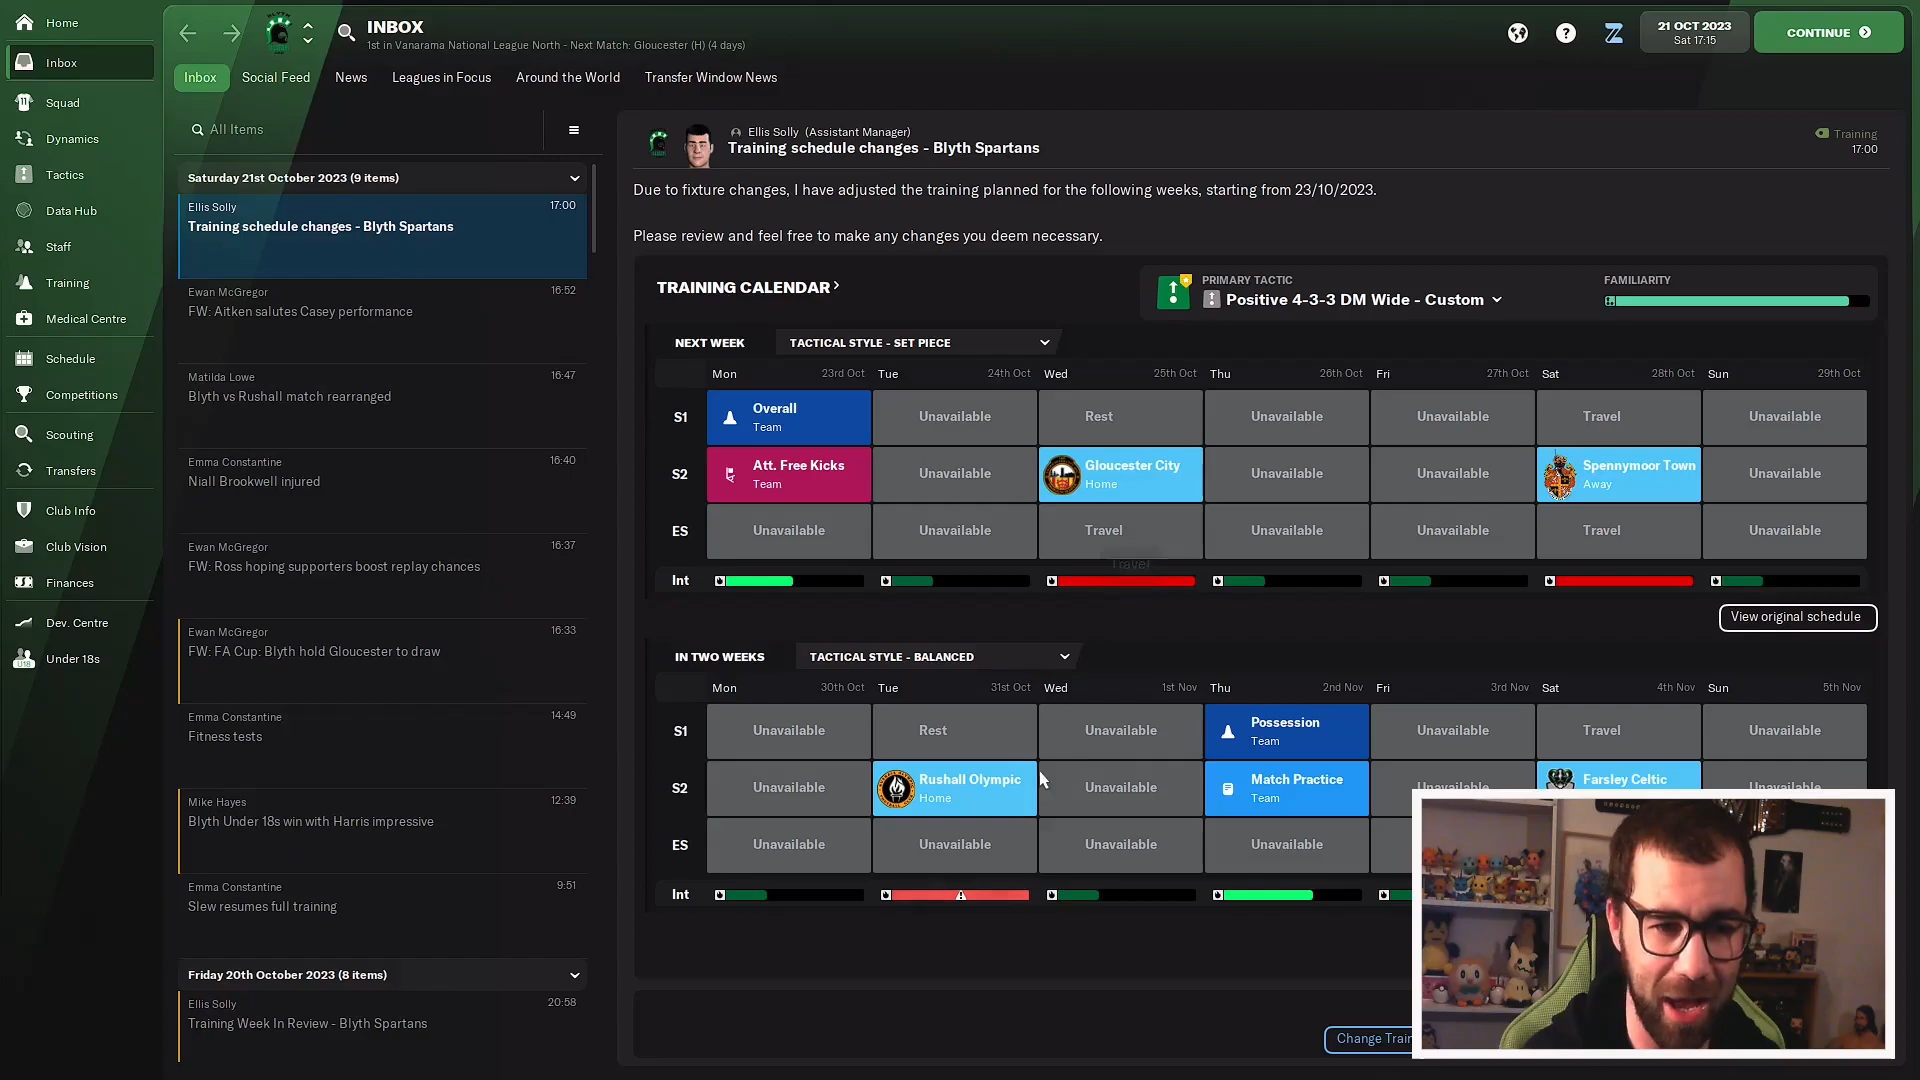 Home
Inbox
Squad
Dynamics
Tactics
Data Hub
Staff
Training
Medical Centre
Schedule
Competitions
Scouting
Transfers
Club Info
Club Vision
Finances
Dev. Centre
Under 18s
INBOX
1st in Vanarama National League North - Next Match: Gloucester (H) (4 days)
21 OCT 2023
Sat 17:15
CONTINUE
Inbox Social Feed News Leagues in Focus Around the World Transfer Window News
All Items
Saturday 21st October 2023 (9 items)
Ellis Solly 17:00
Training schedule changes - Blyth Spartans
Ewan McGregor 16:52
FW: Aitken salutes Casey performance
Matilda Lowe 16:47
Blyth vs Rushall match rearranged
Emma Constantine 16:40
Niall Brookwell injured
Ewan McGregor 16:37
FW: Ross hoping supporters boost replay chances
Ewan McGregor 16:33
FW: FA Cup: Blyth hold Gloucester to draw
Emma Constantine 14:49
Fitness tests
Mike Hayes 12:39
Blyth Under 18s win with Harris impressive
Emma Constantine 9:51
Slew resumes full training
Friday 20th October 2023 (8 items)
Ellis Solly 20:58
Training Week In Review - Blyth Spartans
Ellis Solly (Assistant Manager)
Training schedule changes - Blyth Spartans
Training
17:00
Due to fixture changes, I have adjusted the training planned for the following weeks, starting from 23/10/2023.
Please review and feel free to make any changes you deem necessary.
TRAINING CALENDAR
PRIMARY TACTIC
Positive 4-3-3 DM Wide - Custom
FAMILIARITY
NEXT WEEK TACTICAL STYLE - SET PIECE
Mon 23rd Oct Tue 24th Oct Wed 25th Oct Thu 26th Oct Fri 27th Oct Sat 28th Oct Sun 29th Oct
S1 Overall Team Unavailable Rest Unavailable Unavailable Travel Unavailable
S2 Att. Free Kicks Team Unavailable Gloucester City Home Unavailable Unavailable Spennymoor Town Away Unavailable
ES Unavailable Unavailable Travel Unavailable Unavailable Travel Unavailable
Travel
Int
View original schedule
IN TWO WEEKS TACTICAL STYLE - BALANCED
Mon 30th Oct Tue 31st Oct Wed 1st Nov Thu 2nd Nov Fri 3rd Nov Sat 4th Nov Sun 5th Nov
S1 Unavailable Rest Unavailable Possession Team Unavailable Travel Unavailable
S2 Unavailable Rushall Olympic Home Unavailable Match Practice Team Unavailable Farsley Celtic Unavailable
ES Unavailable Unavailable Unavailable Unavailable
Int
Change Train